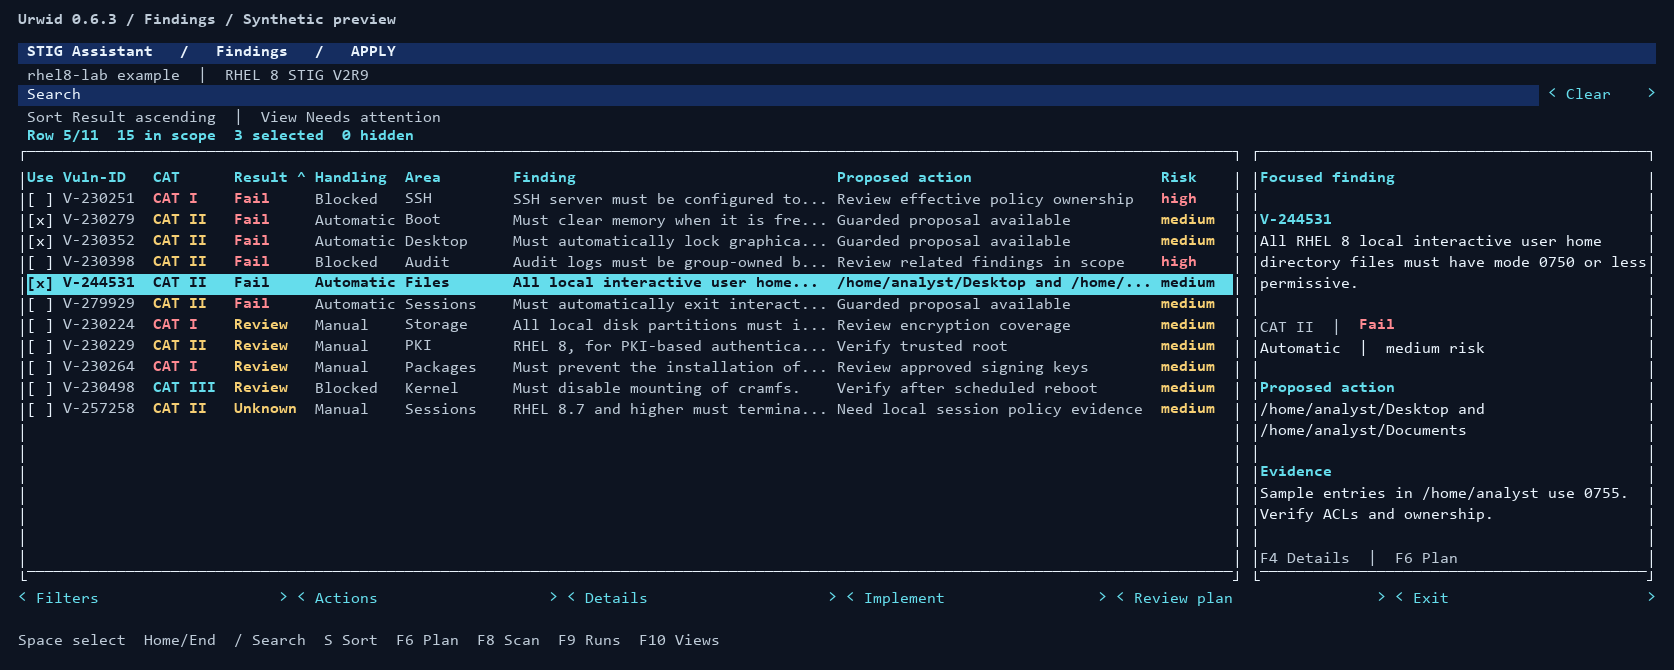 Urwid 0.6.3 / Findings / Synthetic preview
STIG Assistant / Findings / APPLY
rhel8-lab example | RHEL 8 STIG V2R9
Search < Clear >
Sort Result ascending | View Needs attention
Row 5/11 15 in scope 3 selected 0 hidden
Use Vuln-ID CAT Result ^ Handling Area Finding Proposed action Risk
[ ] V-230251 CAT I Fail Blocked SSH SSH server must be configured to... Review effective policy ownership high
[x] V-230279 CAT II Fail Automatic Boot Must clear memory when it is fre... Guarded proposal available medium
[x] V-230352 CAT II Fail Automatic Desktop Must automatically lock graphica... Guarded proposal available medium
[ ] V-230398 CAT II Fail Blocked Audit Audit logs must be group-owned b... Review related findings in scope high
[x] V-244531 CAT II Fail Automatic Files All local interactive user home... /home/analyst/Desktop and /home/... medium
[ ] V-279929 CAT II Fail Automatic Sessions Must automatically exit interact... Guarded proposal available medium
[ ] V-230224 CAT I Review Manual Storage All local disk partitions must i... Review encryption coverage medium
[ ] V-230229 CAT II Review Manual PKI RHEL 8, for PKI-based authentica... Verify trusted root medium
[ ] V-230264 CAT I Review Manual Packages Must prevent the installation of... Review approved signing keys medium
[ ] V-230498 CAT III Review Blocked Kernel Must disable mounting of cramfs. Verify after scheduled reboot medium
[ ] V-257258 CAT II Unknown Manual Sessions RHEL 8.7 and higher must termina... Need local session policy evidence medium
Focused finding
V-244531
All RHEL 8 local interactive user home
directory files must have mode 0750 or less
permissive.
CAT II | Fail
Automatic | medium risk
Proposed action
/home/analyst/Desktop and
/home/analyst/Documents
Evidence
Sample entries in /home/analyst use 0755.
Verify ACLs and ownership.
F4 Details | F6 Plan
< Filters > < Actions > < Details > < Implement > < Review plan > < Exit >
Space select Home/End / Search S Sort F6 Plan F8 Scan F9 Runs F10 Views